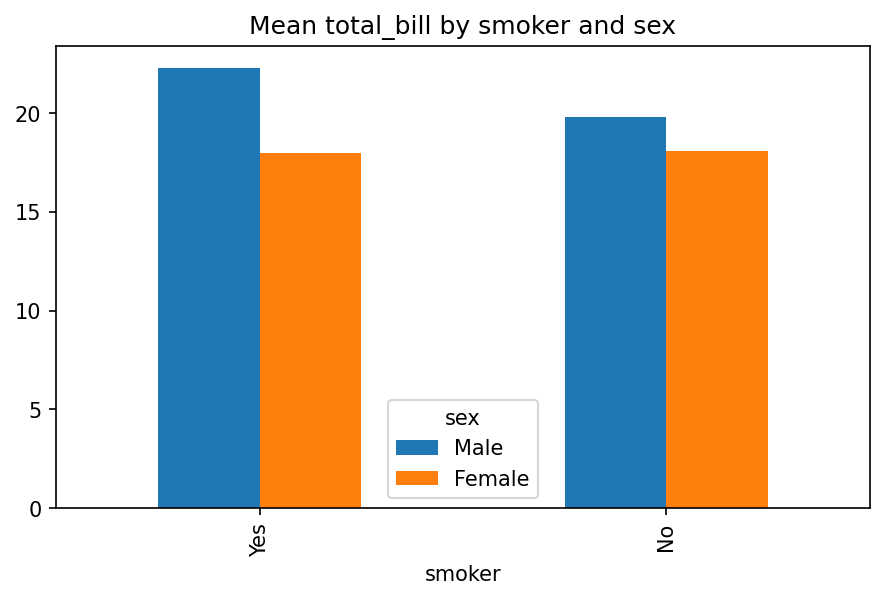 Mean total_bill by smoker and sex
20
15
10
5
0
sex
Male
Female
Yes
No
smoker